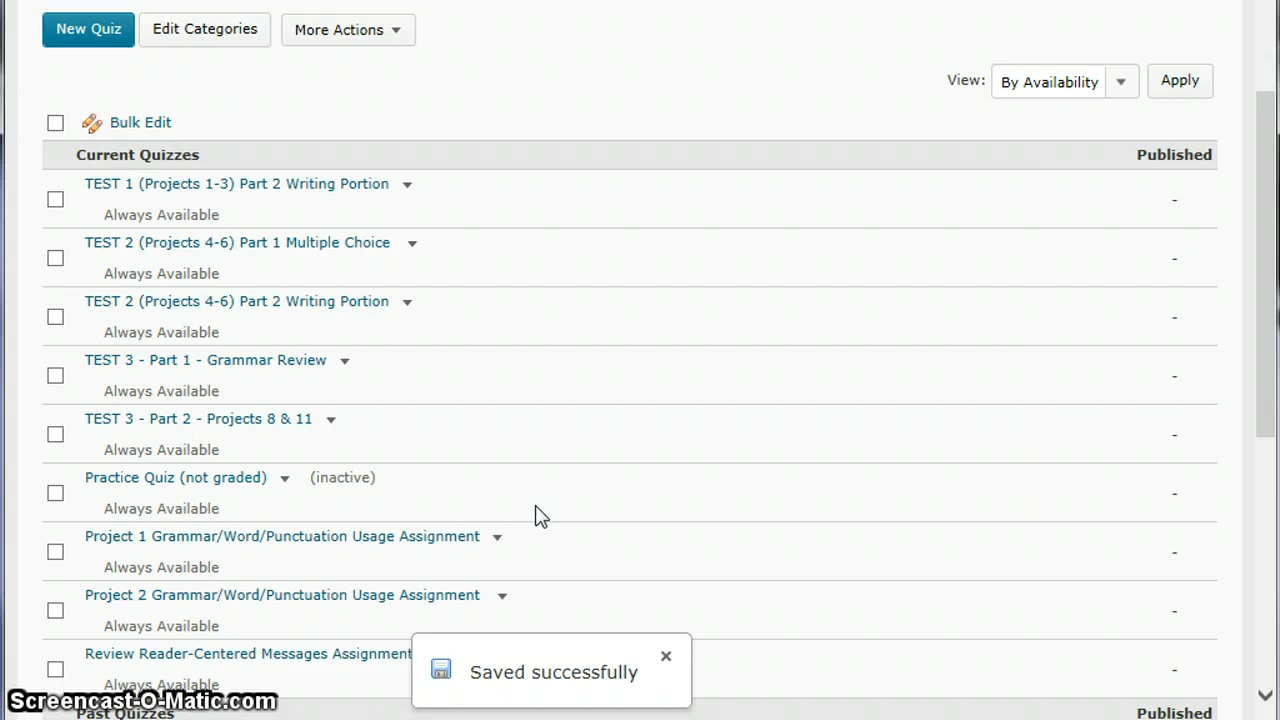 New Quiz Edit Categories More Actions
View: By Availability Apply
Bulk Edit
Current Quizzes Published
TEST 1 (Projects 1-3) Part 2 Writing Portion
Always Available -
TEST 2 (Projects 4-6) Part 1 Multiple Choice
Always Available -
TEST 2 (Projects 4-6) Part 2 Writing Portion
Always Available -
TEST 3 - Part 1 - Grammar Review
Always Available -
TEST 3 - Part 2 - Projects 8 & 11
Always Available -
Practice Quiz (not graded) (inactive)
Always Available -
Project 1 Grammar/Word/Punctuation Usage Assignment
Always Available -
Project 2 Grammar/Word/Punctuation Usage Assignment
Always Available -
Review Reader-Centered Messages Assignment
Always Available -
Saved successfully
Screencast-O-Matic.com
Past Quizzes Published